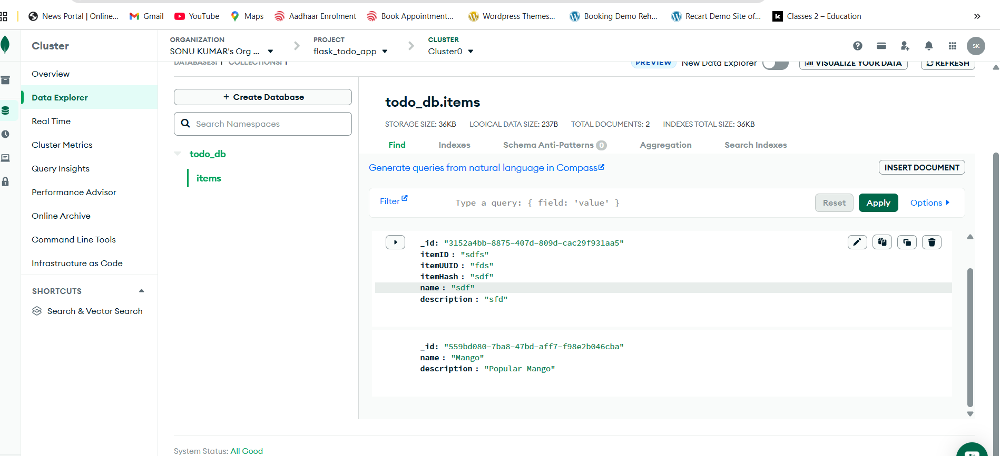 News Portal | Online...
Gmail
YouTube
Maps
Aadhaar Enrolment
Book Appointment...
Wordpress Themes...
Booking Demo Reh...
Recart Demo Site of...
k
Classes 2 – Education
Cluster
ORGANIZATION
SONU KUMAR's Org ...
PROJECT
flask_todo_app
CLUSTER
Cluster0
SK
Overview
Data Explorer
Real Time
Cluster Metrics
Query Insights
Performance Advisor
Online Archive
Command Line Tools
Infrastructure as Code
SHORTCUTS
Search & Vector Search
DATABASES: 1 COLLECTIONS: 1
PREVIEW New Data Explorer
VISUALIZE YOUR DATA
REFRESH
+ Create Database
Search Namespaces
todo_db
items
todo_db.items
STORAGE SIZE: 36KB LOGICAL DATA SIZE: 237B TOTAL DOCUMENTS: 2 INDEXES TOTAL SIZE: 36KB
Find Indexes Schema Anti-Patterns 0 Aggregation Search Indexes
Generate queries from natural language in Compass
INSERT DOCUMENT
Filter
Type a query: { field: 'value' }
Reset
Apply
Options
_id: "3152a4bb-8875-407d-809d-cac29f931aa5"
itemID : "sdfs"
itemUUID : "fds"
itemHash : "sdf"
name : "sdf"
description : "sfd"
_id: "559bd080-7ba8-47bd-aff7-f98e2b046cba"
name : "Mango"
description : "Popular Mango"
System Status: All Good